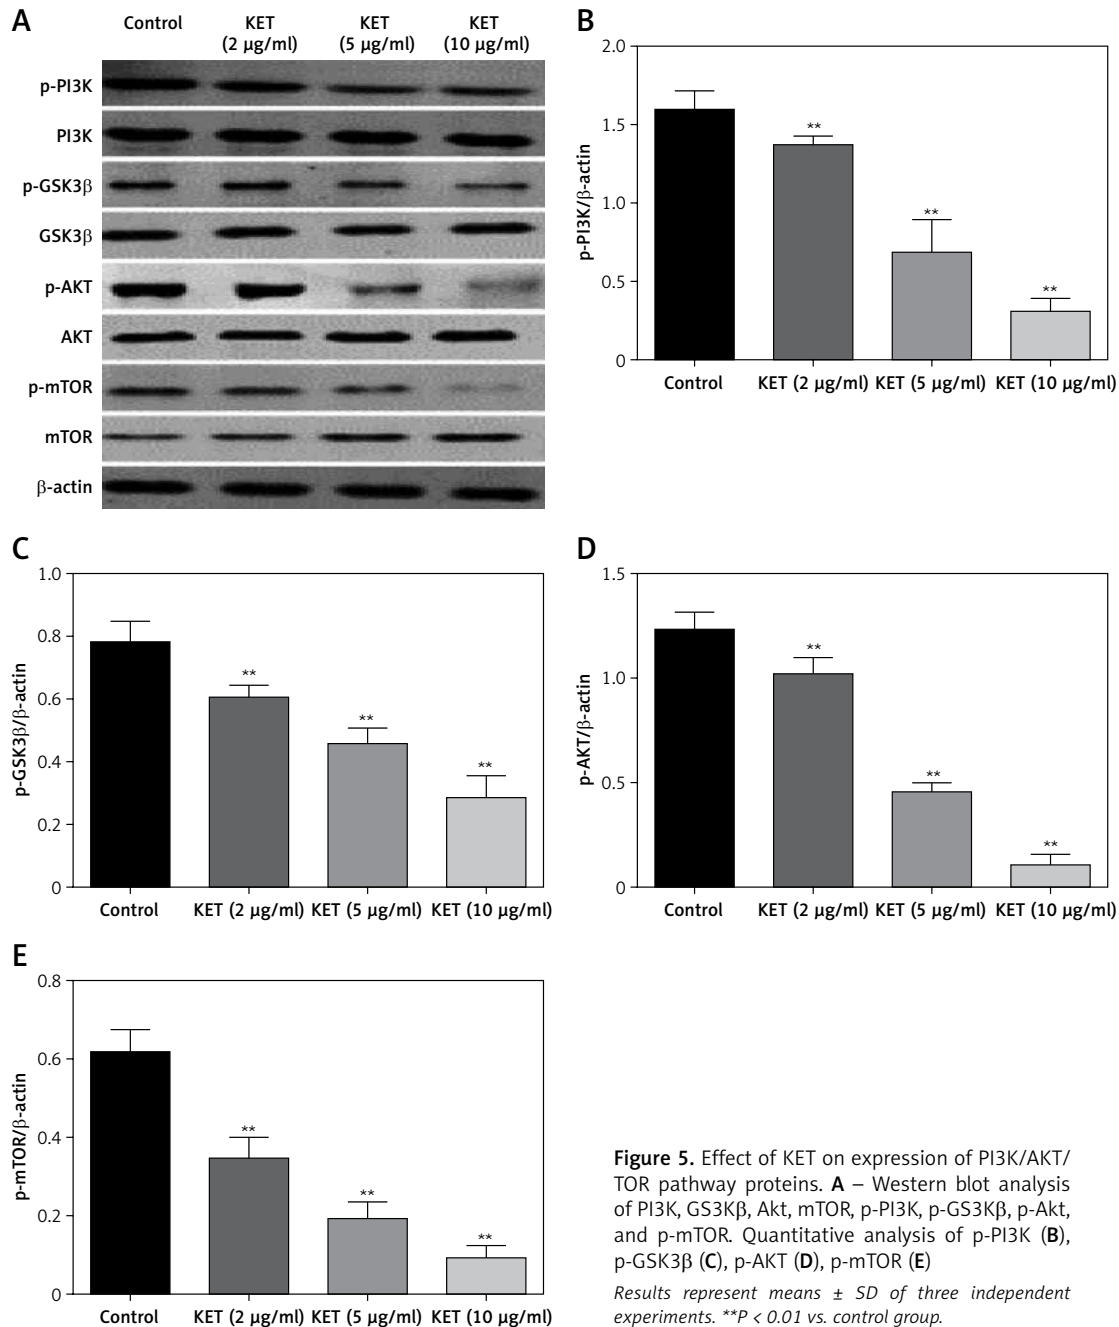 A
Control KET KET KET
(2 µg/ml) (5 µg/ml) (10 µg/ml)
p-PI3K
PI3K
p-GSK3β
GSK3β
p-AKT
AKT
p-mTOR
mTOR
β-actin
B
p-PI3K/β-actin
2.0
1.5
1.0
0.5
0
** ** **
Control KET (2 µg/ml) KET (5 µg/ml) KET (10 µg/ml)
C
p-GSK3β/β-actin
1.0
0.8
0.6
0.4
0.2
0
** ** **
Control KET (2 µg/ml) KET (5 µg/ml) KET (10 µg/ml)
D
p-AKT/β-actin
1.5
1.0
0.5
0
** ** **
Control KET (2 µg/ml) KET (5 µg/ml) KET (10 µg/ml)
E
p-mTOR/β-actin
0.8
0.6
0.4
0.2
0
** ** **
Control KET (2 µg/ml) KET (5 µg/ml) KET (10 µg/ml)
Figure 5. Effect of KET on expression of PI3K/AKT/
TOR pathway proteins. A – Western blot analysis
of PI3K, GS3Kβ, Akt, mTOR, p-PI3K, p-GS3Kβ, p-Akt,
and p-mTOR. Quantitative analysis of p-PI3K (B),
p-GSK3β (C), p-AKT (D), p-mTOR (E)
Results represent means ± SD of three independent
experiments. **P < 0.01 vs. control group.